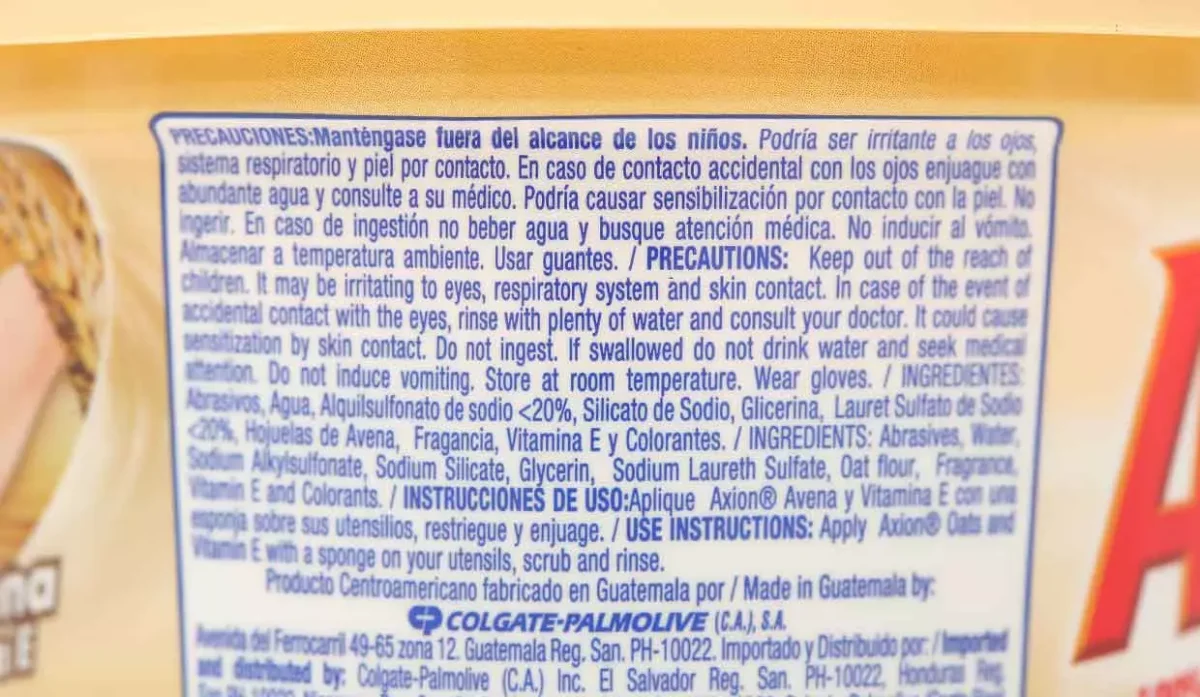 PRECAUCIONES:Manténgase fuera del alcance de los niños. Podría ser irritante a los ojos,
sistema respiratorio y piel por contacto. En caso de contacto accidental con los ojos enjuague con
abundante agua y consulte a su médico. Podría causar sensibilización por contacto con la piel. No
ingerir. En caso de ingestión no beber agua y busque atención médica. No inducir al vómito.
Almacenar a temperatura ambiente. Usar guantes. / PRECAUTIONS: Keep out of the reach of
children. It may be irritating to eyes, respiratory system and skin contact. In case of the event of
accidental contact with the eyes, rinse with plenty of water and consult your doctor. It could cause
sensitization by skin contact. Do not ingest. If swallowed do not drink water and seek medical
attention. Do not induce vomiting. Store at room temperature. Wear gloves. / INGREDIENTES:
Abrasivos, Agua, Alquilsulfonato de sodio <20%, Silicato de Sodio, Glicerina, Lauret Sulfato de Sodio
<20%, Hojuelas de Avena, Fragancia, Vitamina E y Colorantes. / INGREDIENTS: Abrasives, Water,
Sodium Alkylsulfonate, Sodium Silicate, Glycerin, Sodium Laureth Sulfate, Oat flour, Fragrance,
Vitamin E and Colorants. / INSTRUCCIONES DE USO:Aplique Axion® Avena y Vitamina E con una
esponja sobre sus utensilios, restriegue y enjuage. / USE INSTRUCTIONS: Apply Axion® Oats and
Vitamin E with a sponge on your utensils, scrub and rinse.
Producto Centroamericano fabricado en Guatemala por / Made in Guatemala by:
COLGATE-PALMOLIVE (C.A.), S.A.
Avenida del Ferrocarril 49-65 zona 12. Guatemala Reg. San. PH-10022. Importado y Distribuido por: / Imported
and distributed by: Colgate-Palmolive (C.A.) Inc. El Salvador Reg. San. PH-10022, Honduras Reg.